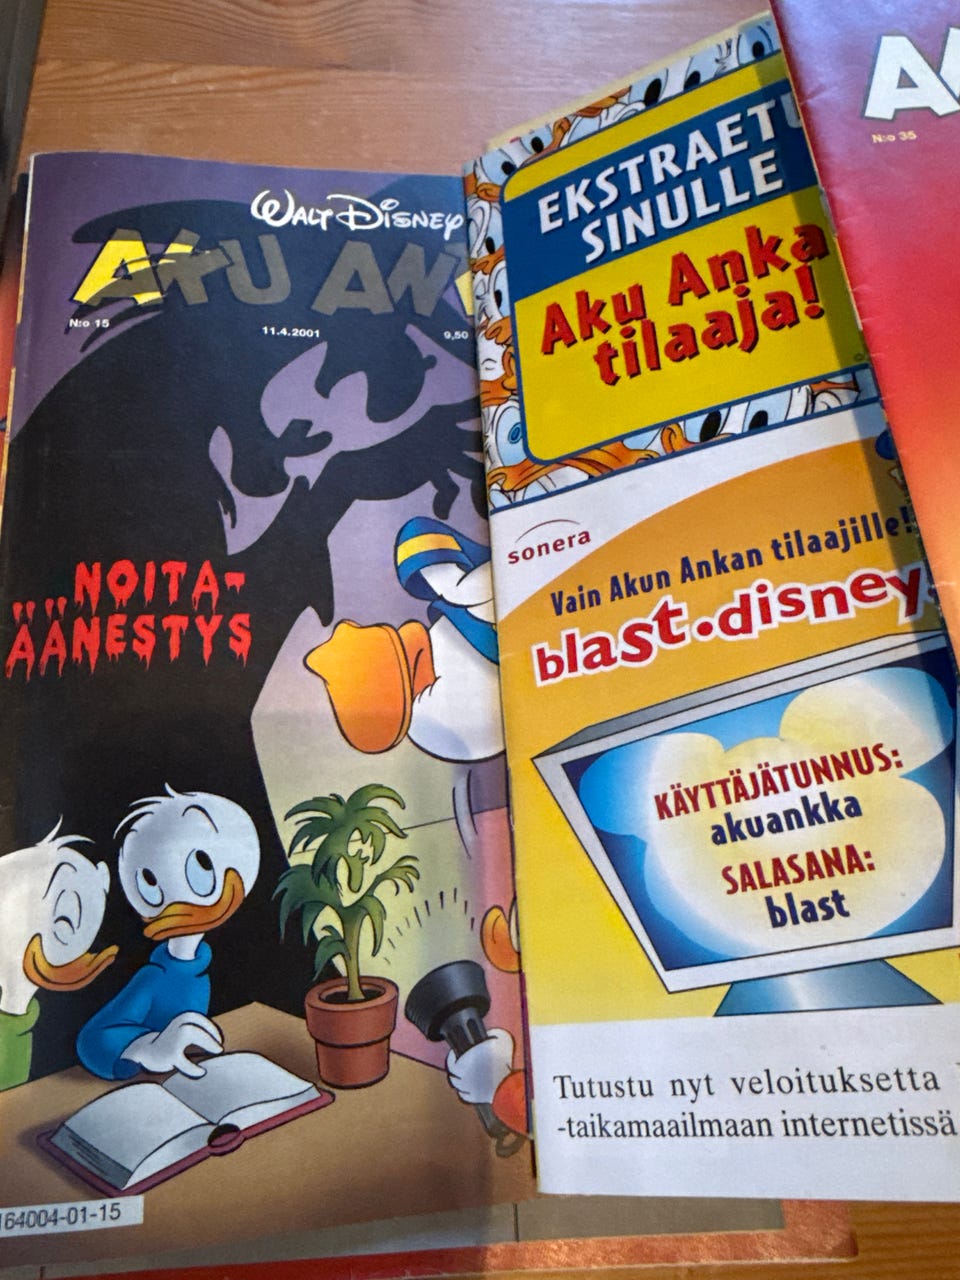 WALT DISNEY
AKU AN
N:o 15
11.4.2001
9,50
NOITA-
ÄÄNESTYS
164004-01-15
EKSTRAETU
SINULLE
Aku Anka
tilaaja!
sonera
Vain Akun Ankan tilaajille!
blast.disney
KÄYTTÄJÄTUNNUS:
akuankka
SALASANA:
blast
Tutustu nyt veloituksetta
-taikamaailmaan internetissä
A
N:o 35